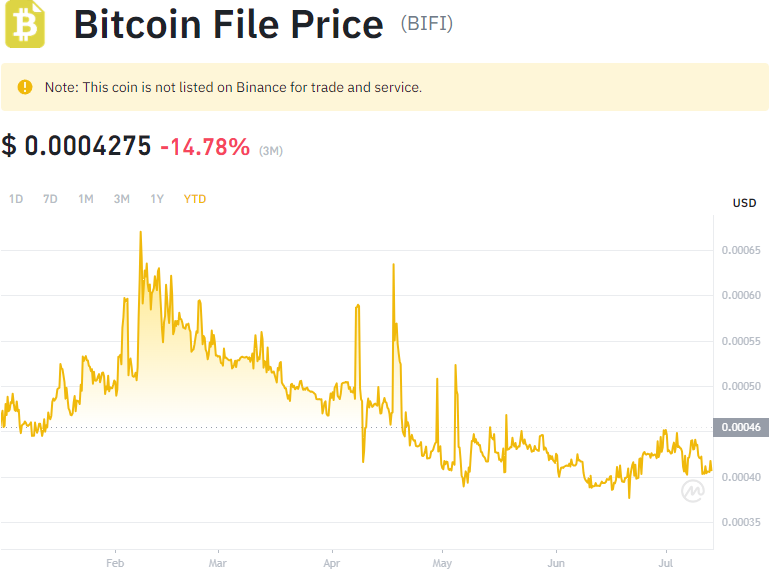 Bitcoin File Price (BIFI)
Note: This coin is not listed on Binance for trade and service.
$ 0.0004275 -14.78% (3M)
1D 7D 1M 3M 1Y YTD
USD
0.00065
0.00060
0.00055
0.00050
0.00046
0.00040
0.00035
Feb Mar Apr May Jun Jul